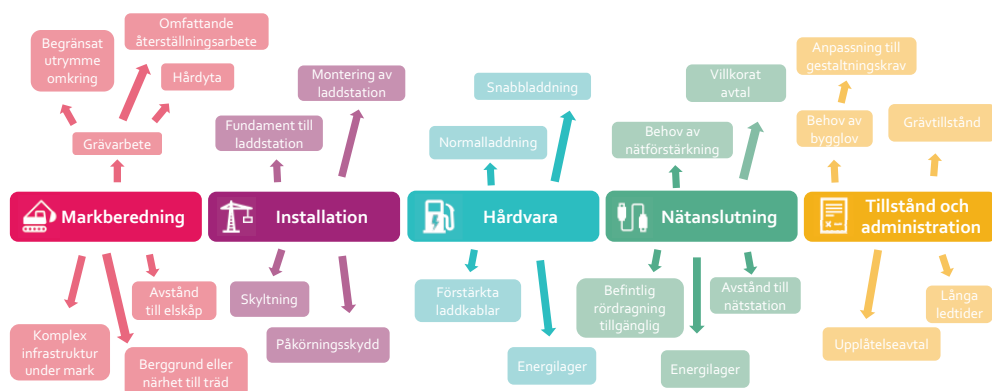 Omfattande
återställningsarbete
Begränsat
utrymme
omkring
Hårdyta
Grävarbete
Montering av
laddstation
Fundament till
laddstation
Snabbladdning
Normalladdning
Villkorat
avtal
Behov av
nätförstärkning
Anpassning till
gestaltningskrav
Behov av
bygglov
Grävtillstånd
Markberedning
Installation
Hårdvara
Nätanslutning
Tillstånd och
administration
Avstånd
till elskåp
Komplex
infrastruktur
under mark
Berggrund eller
närhet till träd
Skyltning
Påkörningsskydd
Förstärkta
laddkablar
Energilager
Befintlig
rördragning
tillgänglig
Avstånd till
nätstation
Energilager
Långa
ledtider
Upplåtelseavtal